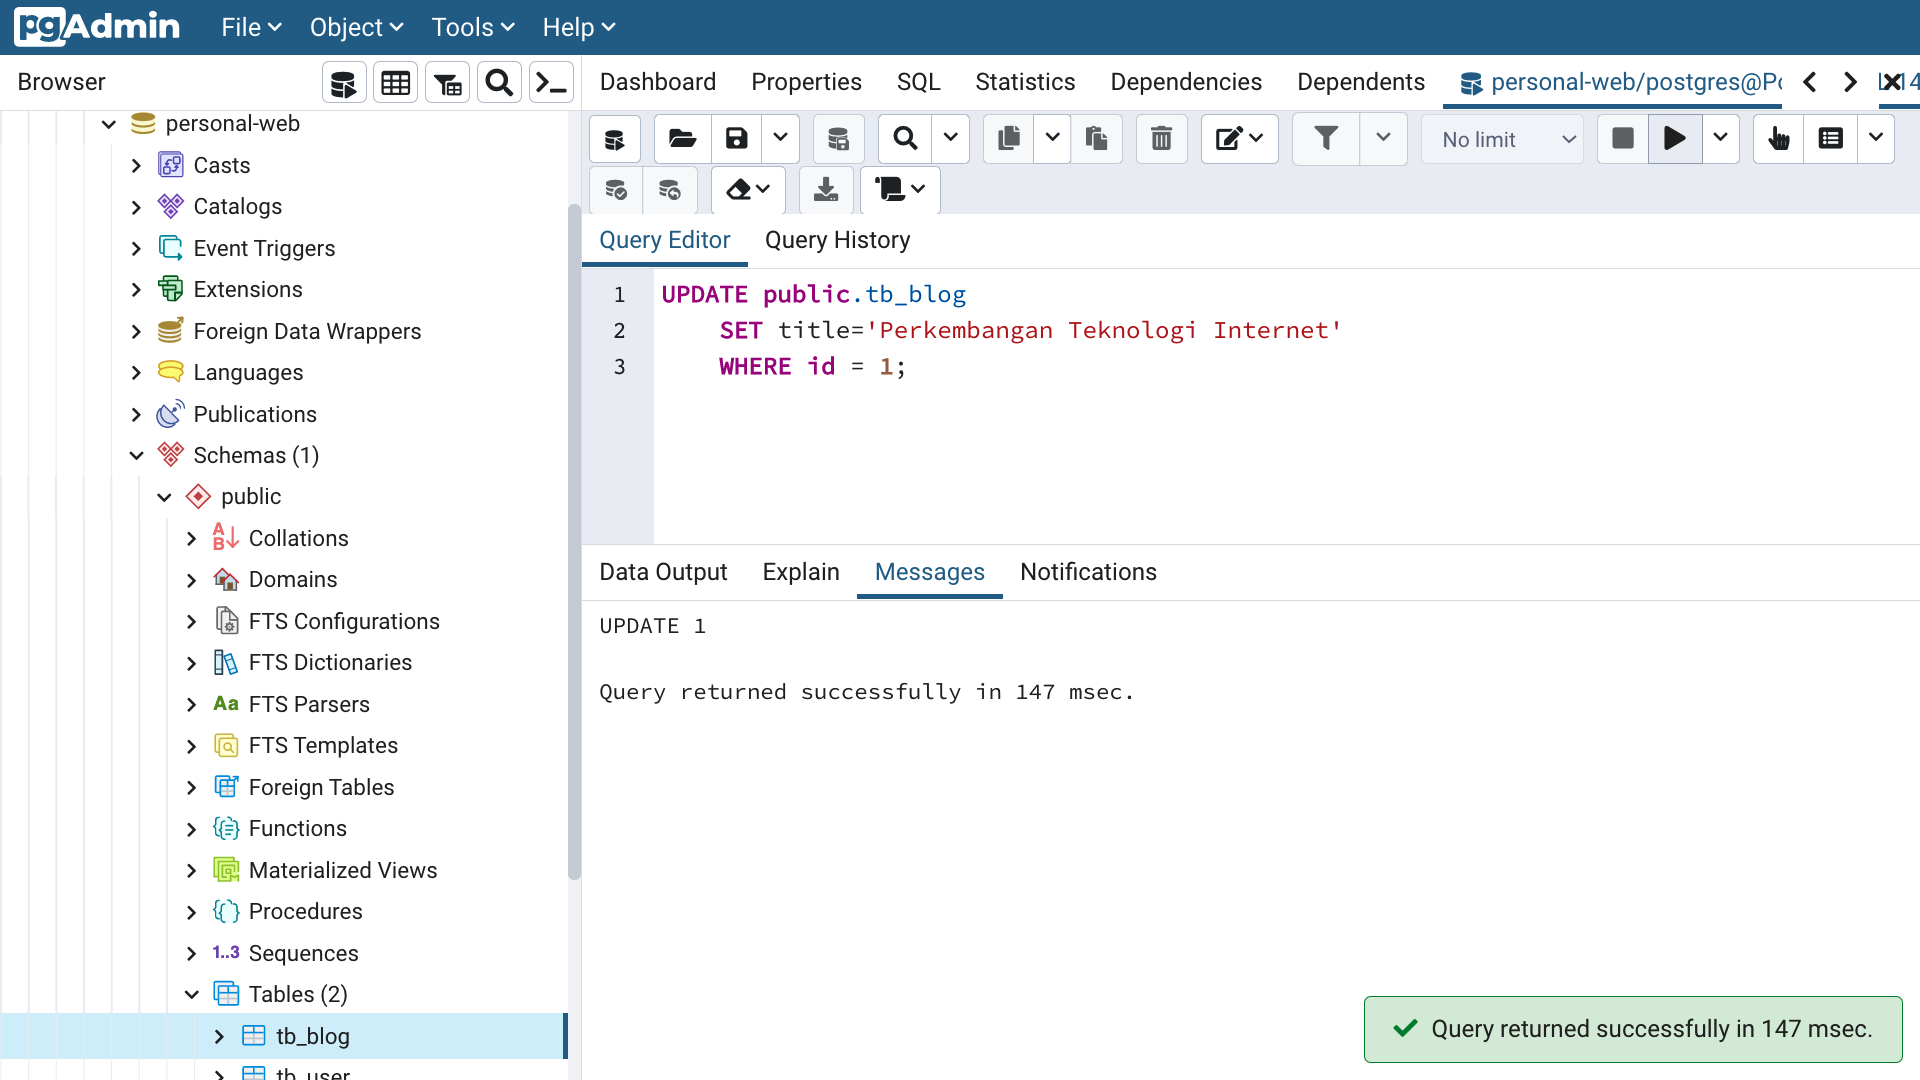 pgAdmin File Object Tools Help
Browser
Dashboard Properties SQL Statistics Dependencies Dependents personal-web/postgres@Po
personal-web
Casts
Catalogs
Event Triggers
Extensions
Foreign Data Wrappers
Languages
Publications
Schemas (1)
public
Collations
Domains
FTS Configurations
FTS Dictionaries
Aa FTS Parsers
FTS Templates
Foreign Tables
Functions
Materialized Views
Procedures
1..3 Sequences
Tables (2)
tb_blog
tb_user
No limit
Query Editor Query History
1 UPDATE public.tb_blog
2 SET title='Perkembangan Teknologi Internet'
3 WHERE id = 1;
Data Output Explain Messages Notifications
UPDATE 1
Query returned successfully in 147 msec.
Query returned successfully in 147 msec.